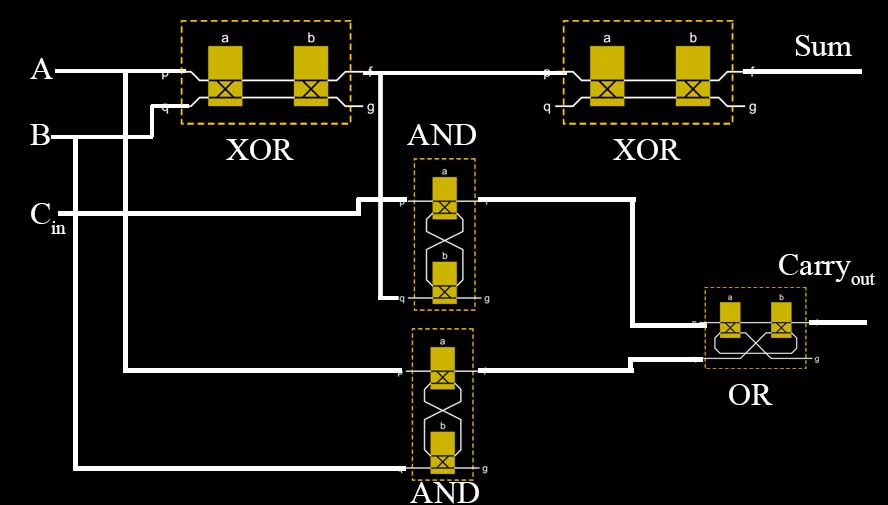 a b a b
Sum
A p f p f
q g q g
B
XOR AND XOR
a
p
C in
b
Carry out
q g
a b
a
g
p
OR
b
g
AND